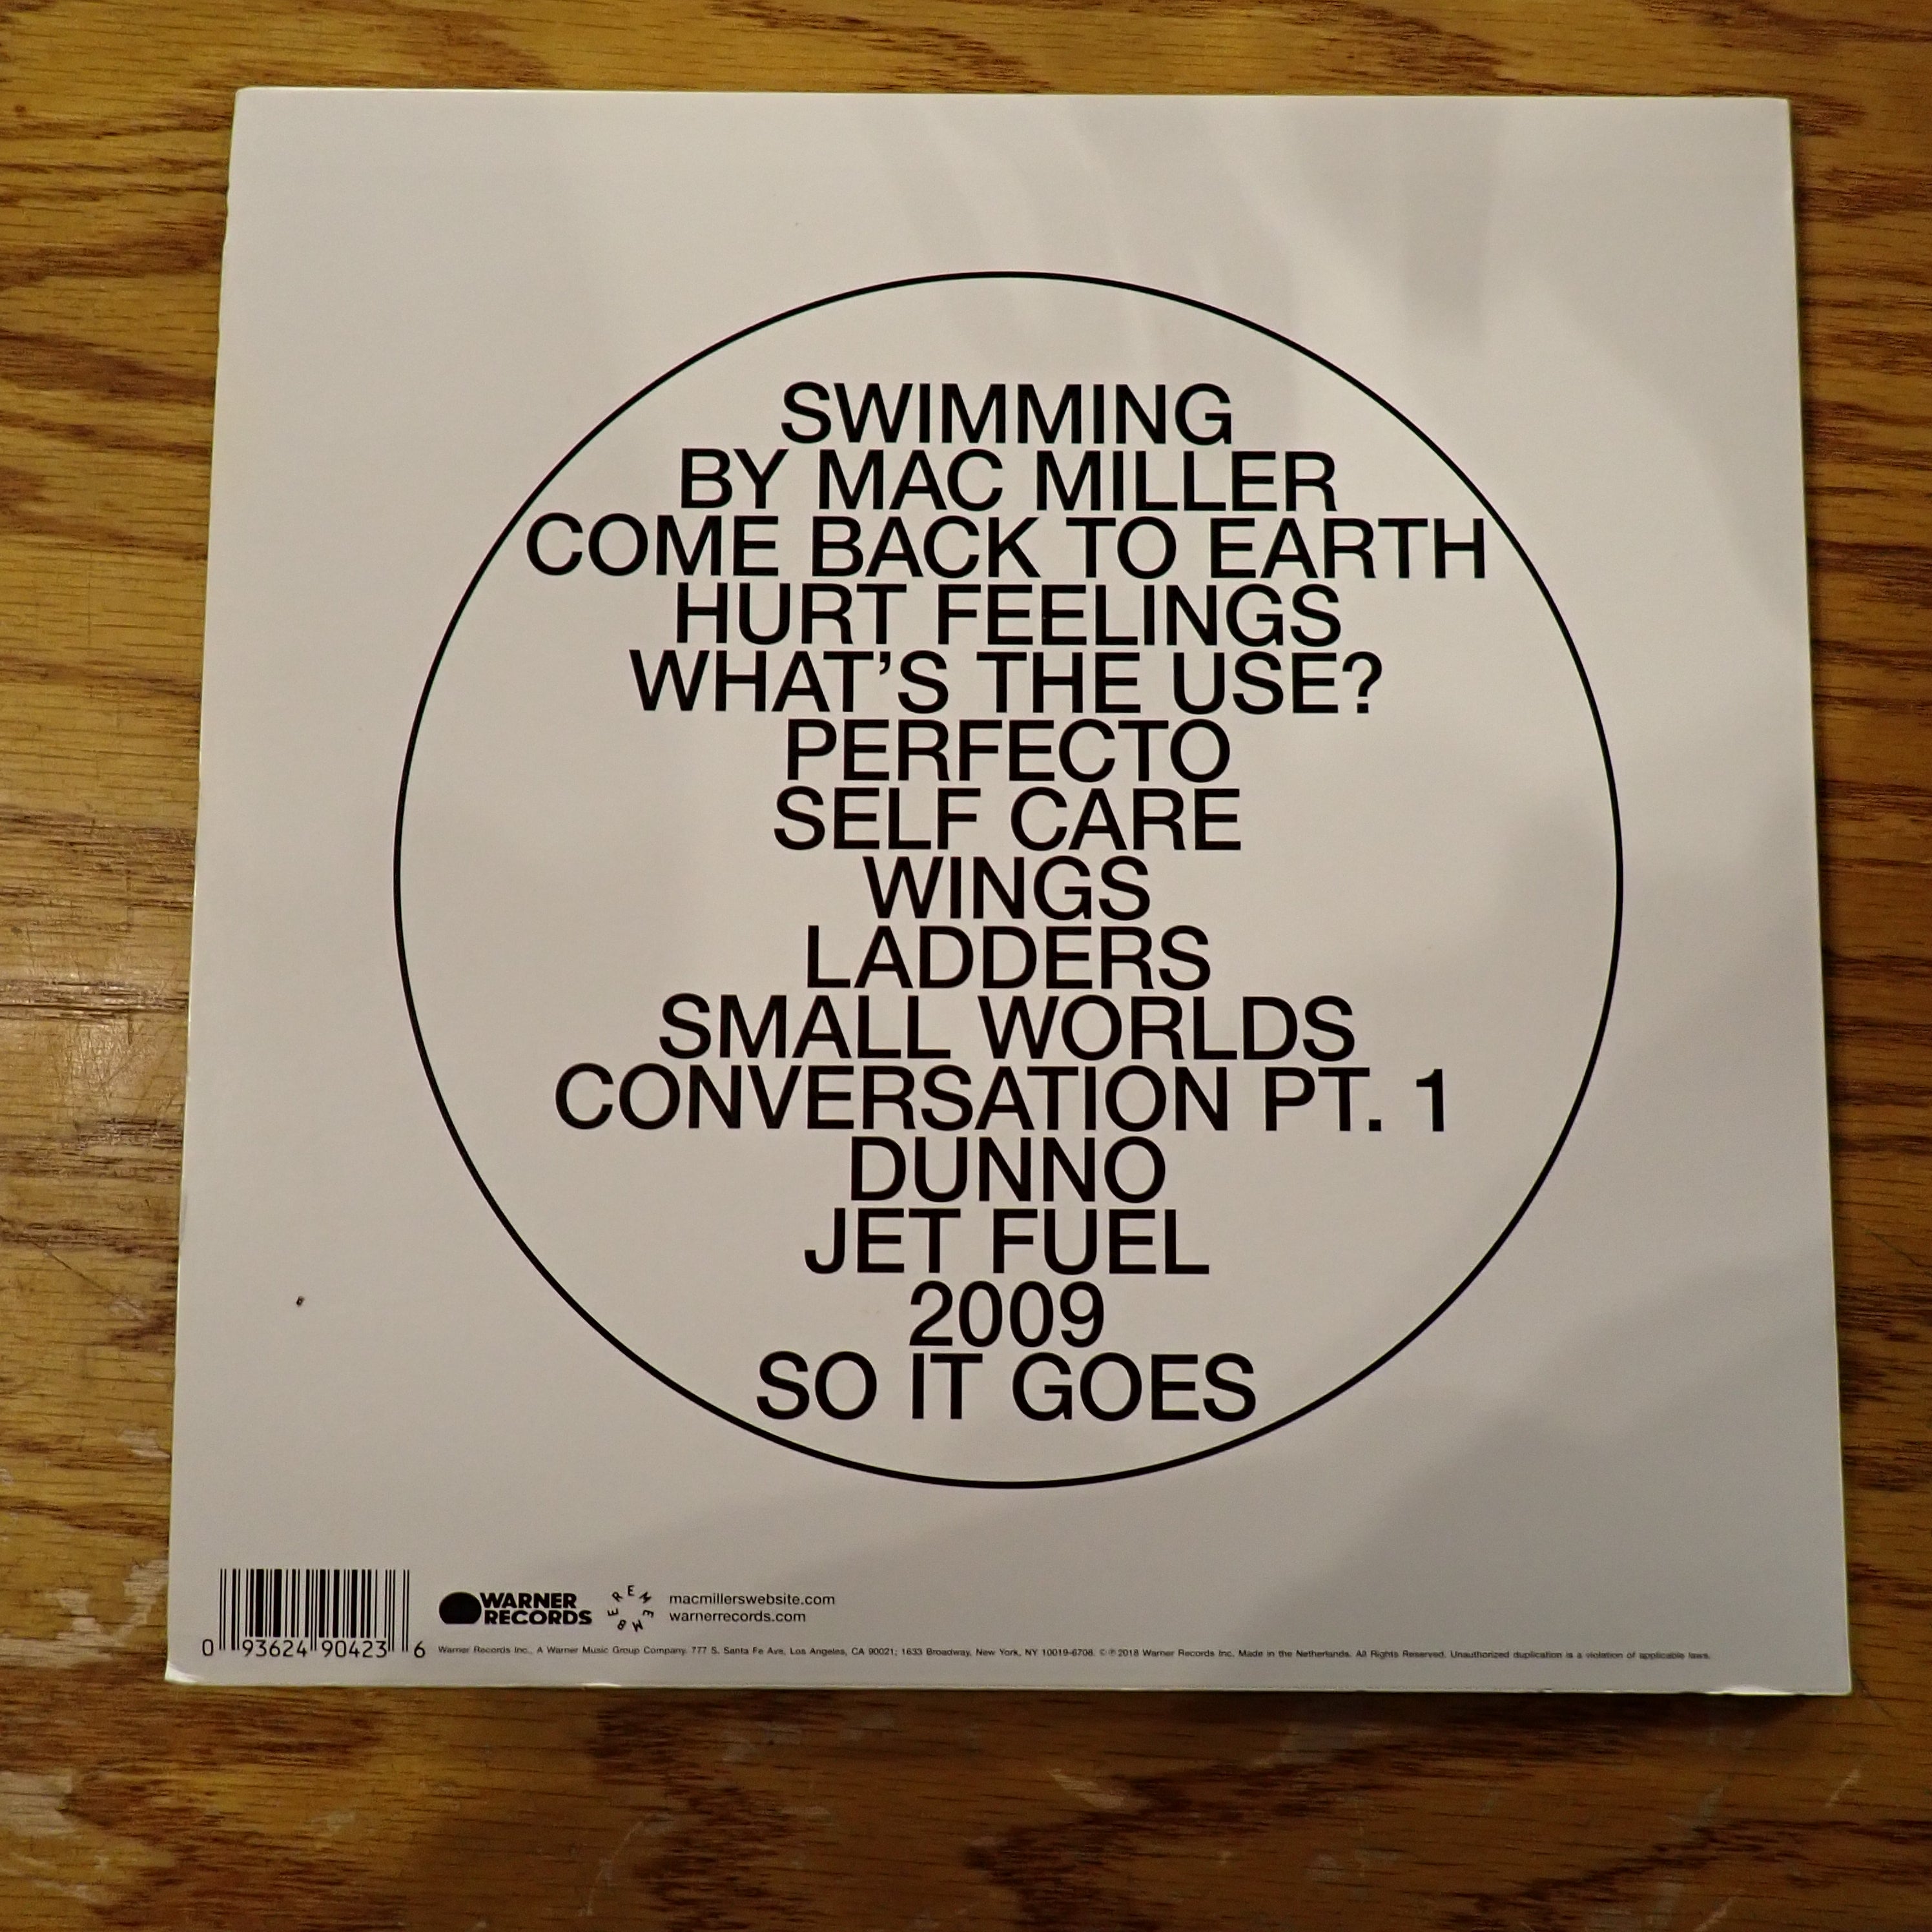 SWIMMING
BY MAC MILLER
COME BACK TO EARTH
HURT FEELINGS
WHAT'S THE USE?
PERFECTO
SELF CARE
WINGS
LADDERS
SMALL WORLDS
CONVERSATION PT. 1
DUNNO
JET FUEL
2009
SO IT GOES
0 93624 90423 6
WARNER
RECORDS
REMEMBER
macmillerswebsite.com
warnerrecords.com
Warner Records Inc., A Warner Music Group Company. 777 S. Santa Fe Ave, Los Angeles, CA 90021; 1633 Broadway, New York, NY 10019-6708. © ℗ 2018 Warner Records Inc. Made in the Netherlands. All Rights Reserved. Unauthorized duplication is a violation of applicable laws.